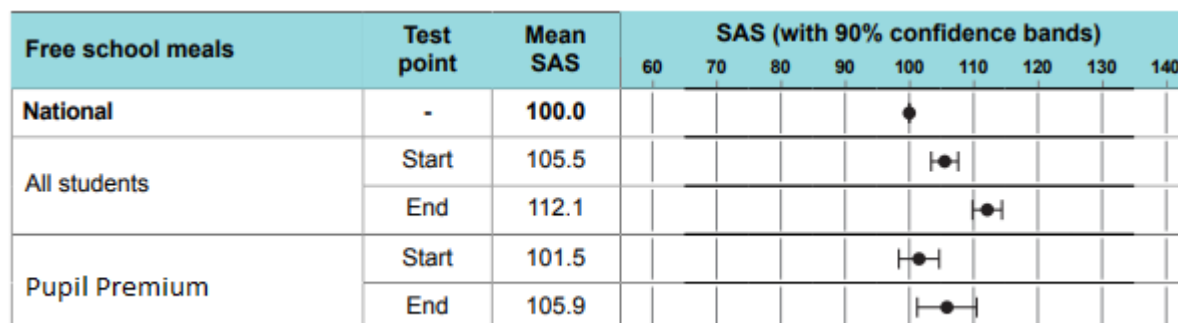 Free school meals Test point Mean SAS SAS (with 90% confidence bands)
60 70 80 90 100 110 120 130 140
National - 100.0
All students Start 105.5
End 112.1
Pupil Premium Start 101.5
End 105.9